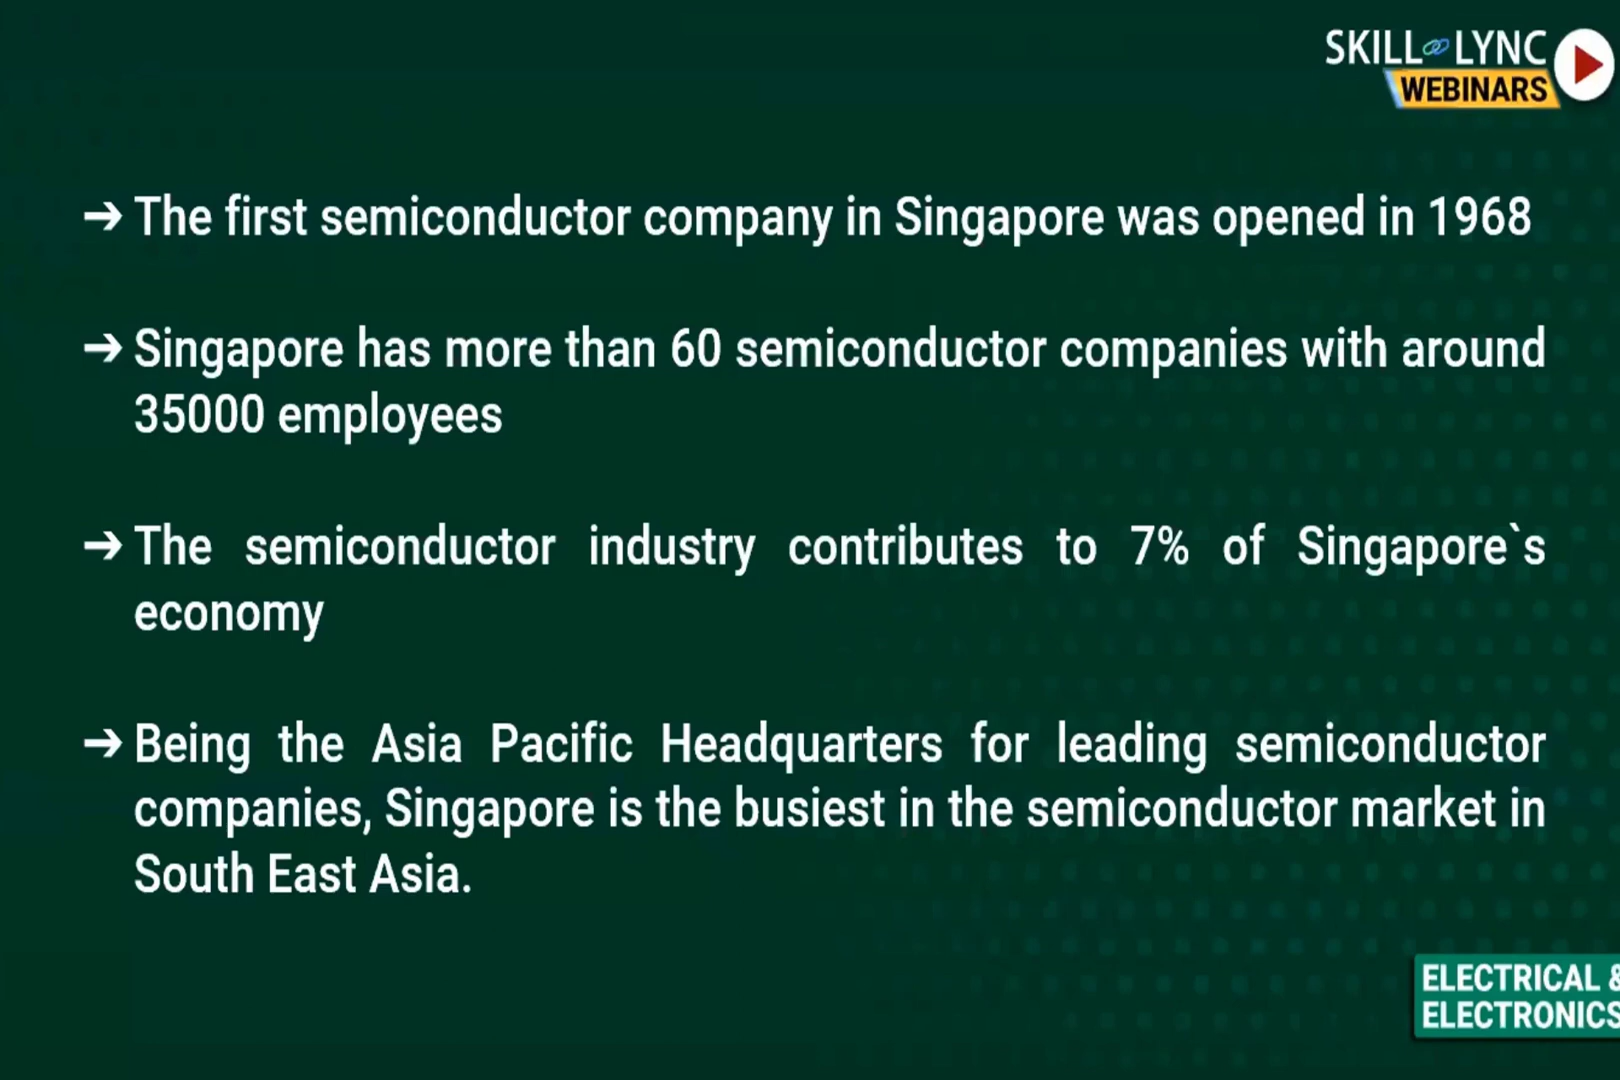 SKILL LYNC
WEBINARS
➔ The first semiconductor company in Singapore was opened in 1968
➔ Singapore has more than 60 semiconductor companies with around
35000 employees
➔ The semiconductor industry contributes to 7% of Singapore`s
economy
➔ Being the Asia Pacific Headquarters for leading semiconductor
companies, Singapore is the busiest in the semiconductor market in
South East Asia.
ELECTRICAL &
ELECTRONICS